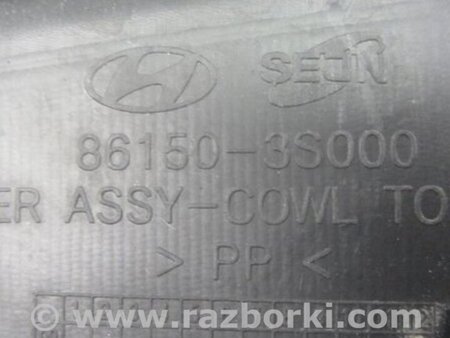 SEJIN
86150-3S000
ER ASSY-COWL TO
> PP <
www.razborki.com